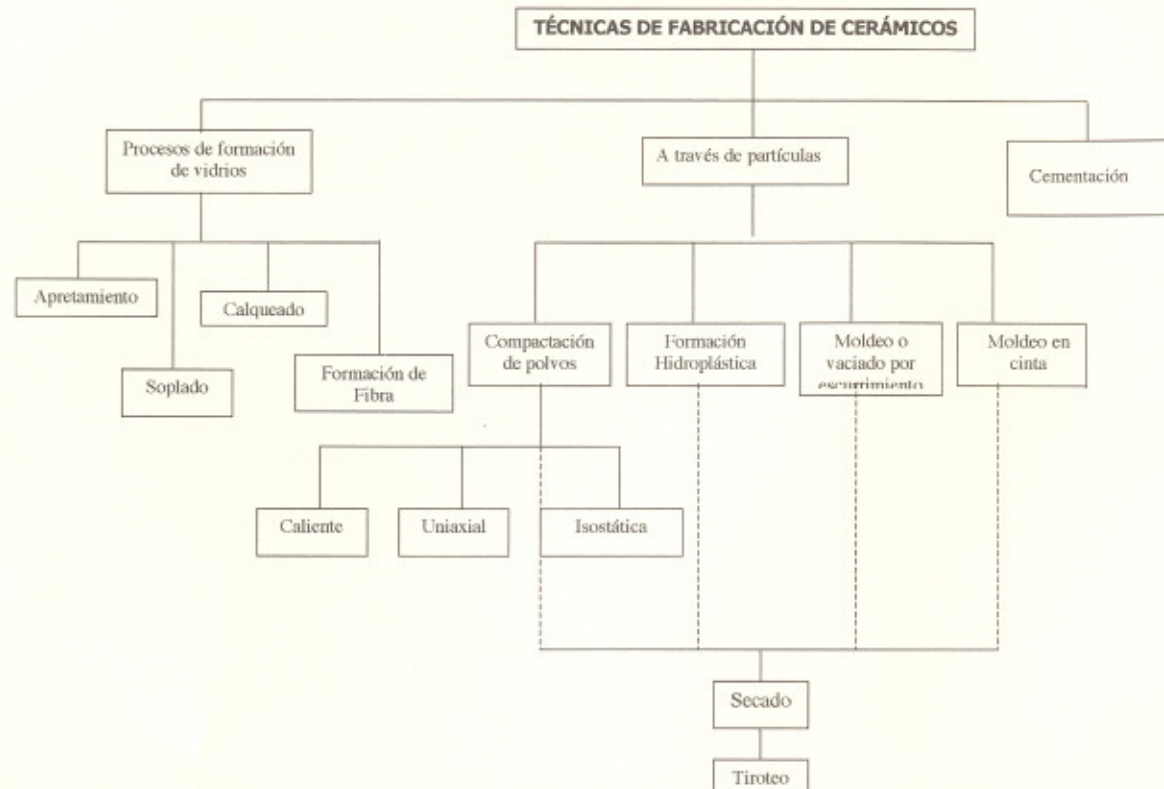 TÉCNICAS DE FABRICACIÓN DE CERÁMICOS
Procesos de formación
de vidrios
A través de partículas
Cementación
Apretamiento
Soplado
Calqueado
Formación de
Fibra
Compactación
de polvos
Formación
Hidroplástica
Moldeo o
vaciado por
escurrimiento
Moldeo en
cinta
Caliente
Uniaxial
Isostática
Secado
Tiroteo